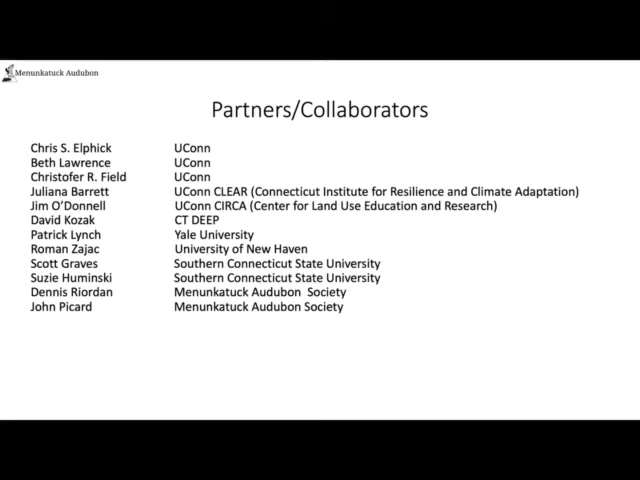 Menunkatuck Audubon
Partners/Collaborators
Chris S. Elphick UConn
Beth Lawrence UConn
Christofer R. Field UConn
Juliana Barrett UConn CLEAR (Connecticut Institute for Resilience and Climate Adaptation)
Jim O’Donnell UConn CIRCA (Center for Land Use Education and Research)
David Kozak CT DEEP
Patrick Lynch Yale University
Roman Zajac University of New Haven
Scott Graves Southern Connecticut State University
Suzie Huminski Southern Connecticut State University
Dennis Riordan Menunkatuck Audubon Society
John Picard Menunkatuck Audubon Society